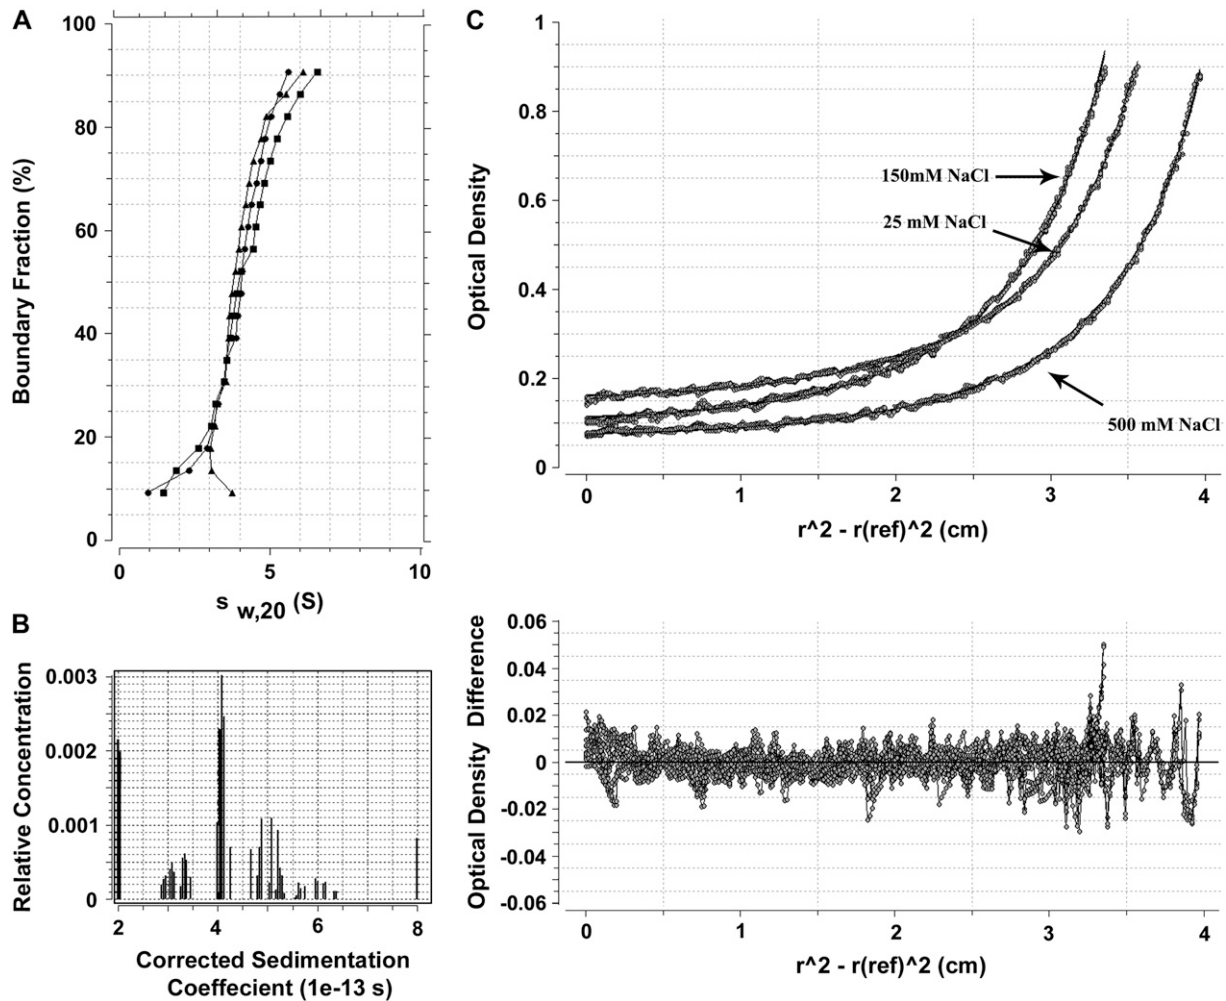 A
100
80
60
40
20
0
Boundary Fraction (%)
0 5 10
s w,20 (S)
B
0.003
0.002
0.001
0
Relative Concentration
2 4 6 8
Corrected Sedimentation
Coeffecient (1e-13 s)
C
1
0.8
0.6
0.4
0.2
0
Optical Density
150mM NaCl
25 mM NaCl
500 mM NaCl
0 1 2 3 4
r^2 - r(ref)^2 (cm)
0.06
0.04
0.02
0
-0.02
-0.04
-0.06
Optical Density Difference
0 1 2 3 4
r^2 - r(ref)^2 (cm)